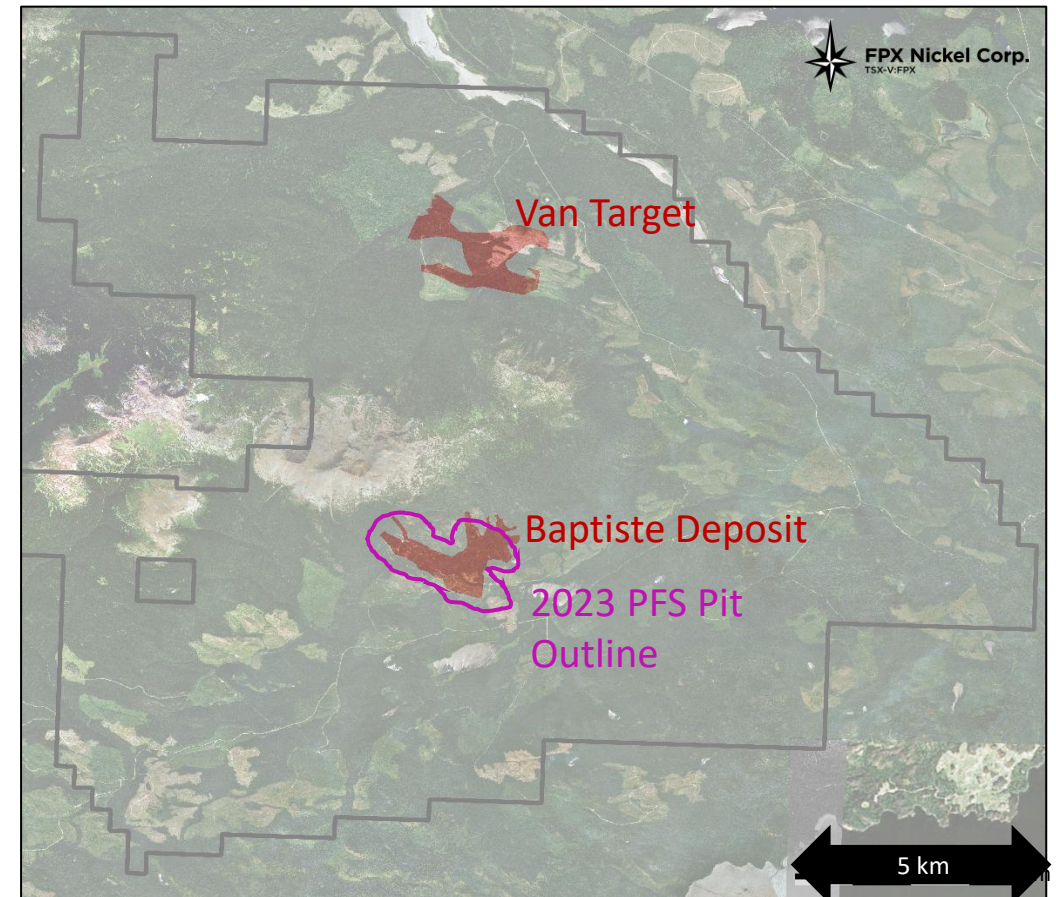 FPX Nickel Corp.
TSX-V:FPX
Van Target
Baptiste Deposit
2023 PFS Pit
Outline
5 km